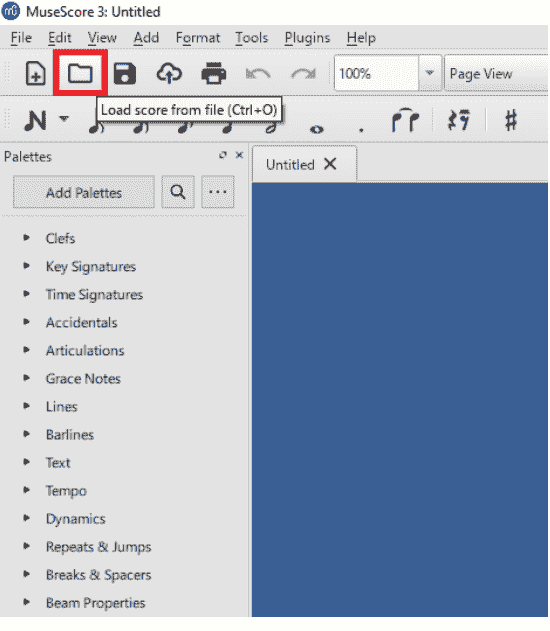 MuseScore 3: Untitled
File Edit View Add Format Tools Plugins Help
100% Page View
Load score from file (Ctrl+O)
N
Palettes
Untitled
Add Palettes
Clefs
Key Signatures
Time Signatures
Accidentals
Articulations
Grace Notes
Lines
Barlines
Text
Tempo
Dynamics
Repeats & Jumps
Breaks & Spacers
Beam Properties